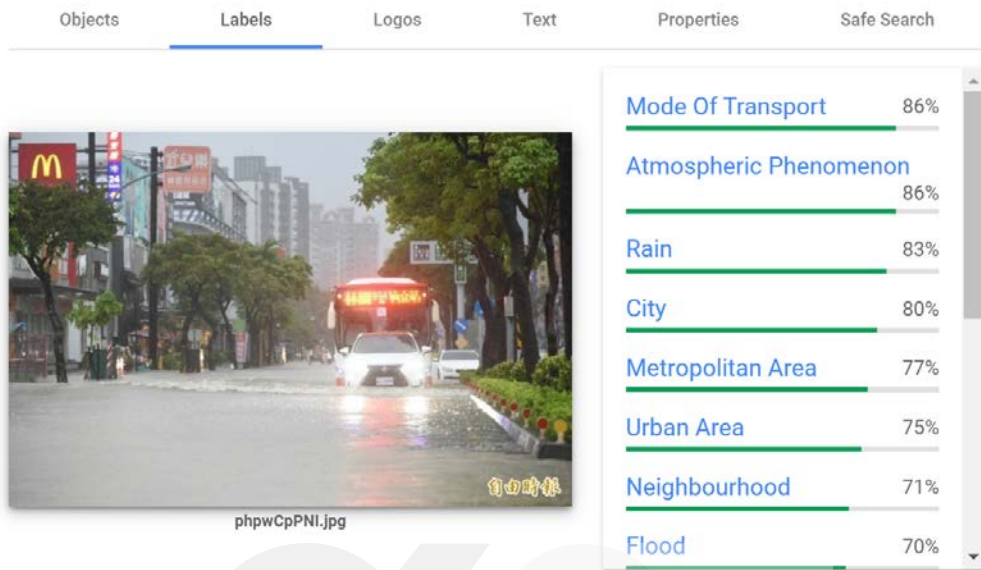 Objects Labels Logos Text Properties Safe Search
Mode Of Transport 86%
Atmospheric Phenomenon
86%
Rain 83%
City 80%
Metropolitan Area 77%
Urban Area 75%
Neighbourhood 71%
Flood 70%
24
自由時報
phpwCpPNI.jpg